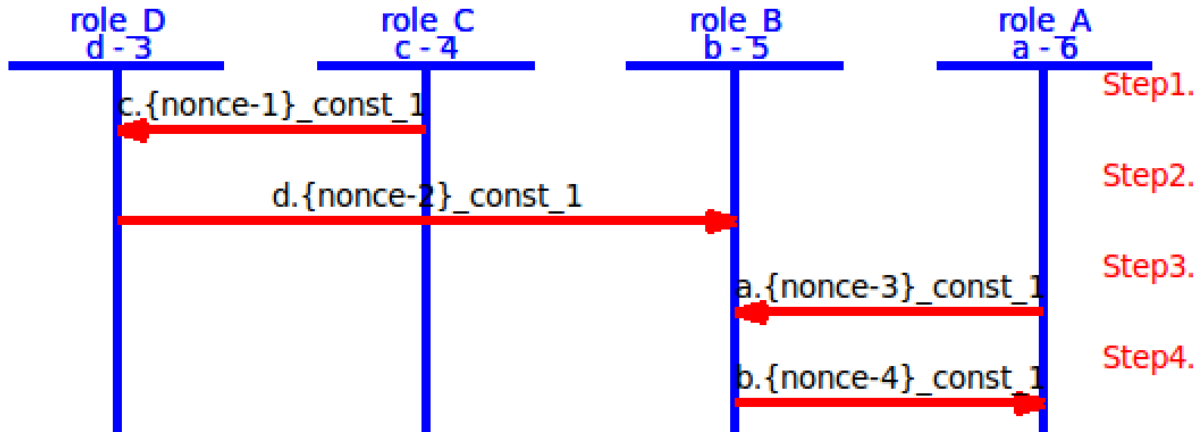 role_D
d - 3
role_C
c - 4
role_B
b - 5
role_A
a - 6
Step1.
c.{nonce-1}_const_1
Step2.
d.{nonce-2}_const_1
Step3.
a.{nonce-3}_const_1
Step4.
b.{nonce-4}_const_1